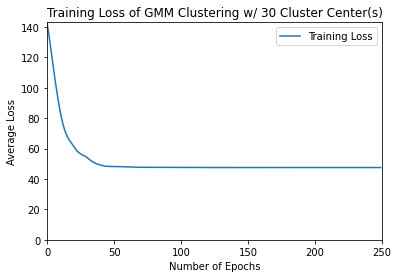 Training Loss of GMM Clustering w/ 30 Cluster Center(s)
Training Loss
Average Loss
140
120
100
80
60
40
20
0
0 50 100 150 200 250
Number of Epochs